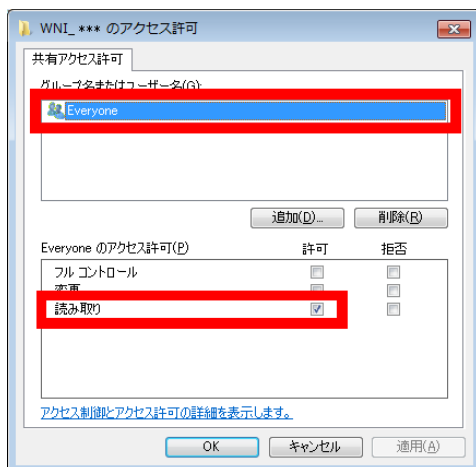 WNI_*** のアクセス許可
共有アクセス許可
グループ名またはユーザー名(G):
Everyone
追加(D)...
削除(R)
Everyone のアクセス許可(P)
許可
拒否
フル コントロール
変更
読み取り
アクセス制御とアクセス許可の詳細を表示します。
OK
キャンセル
適用(A)